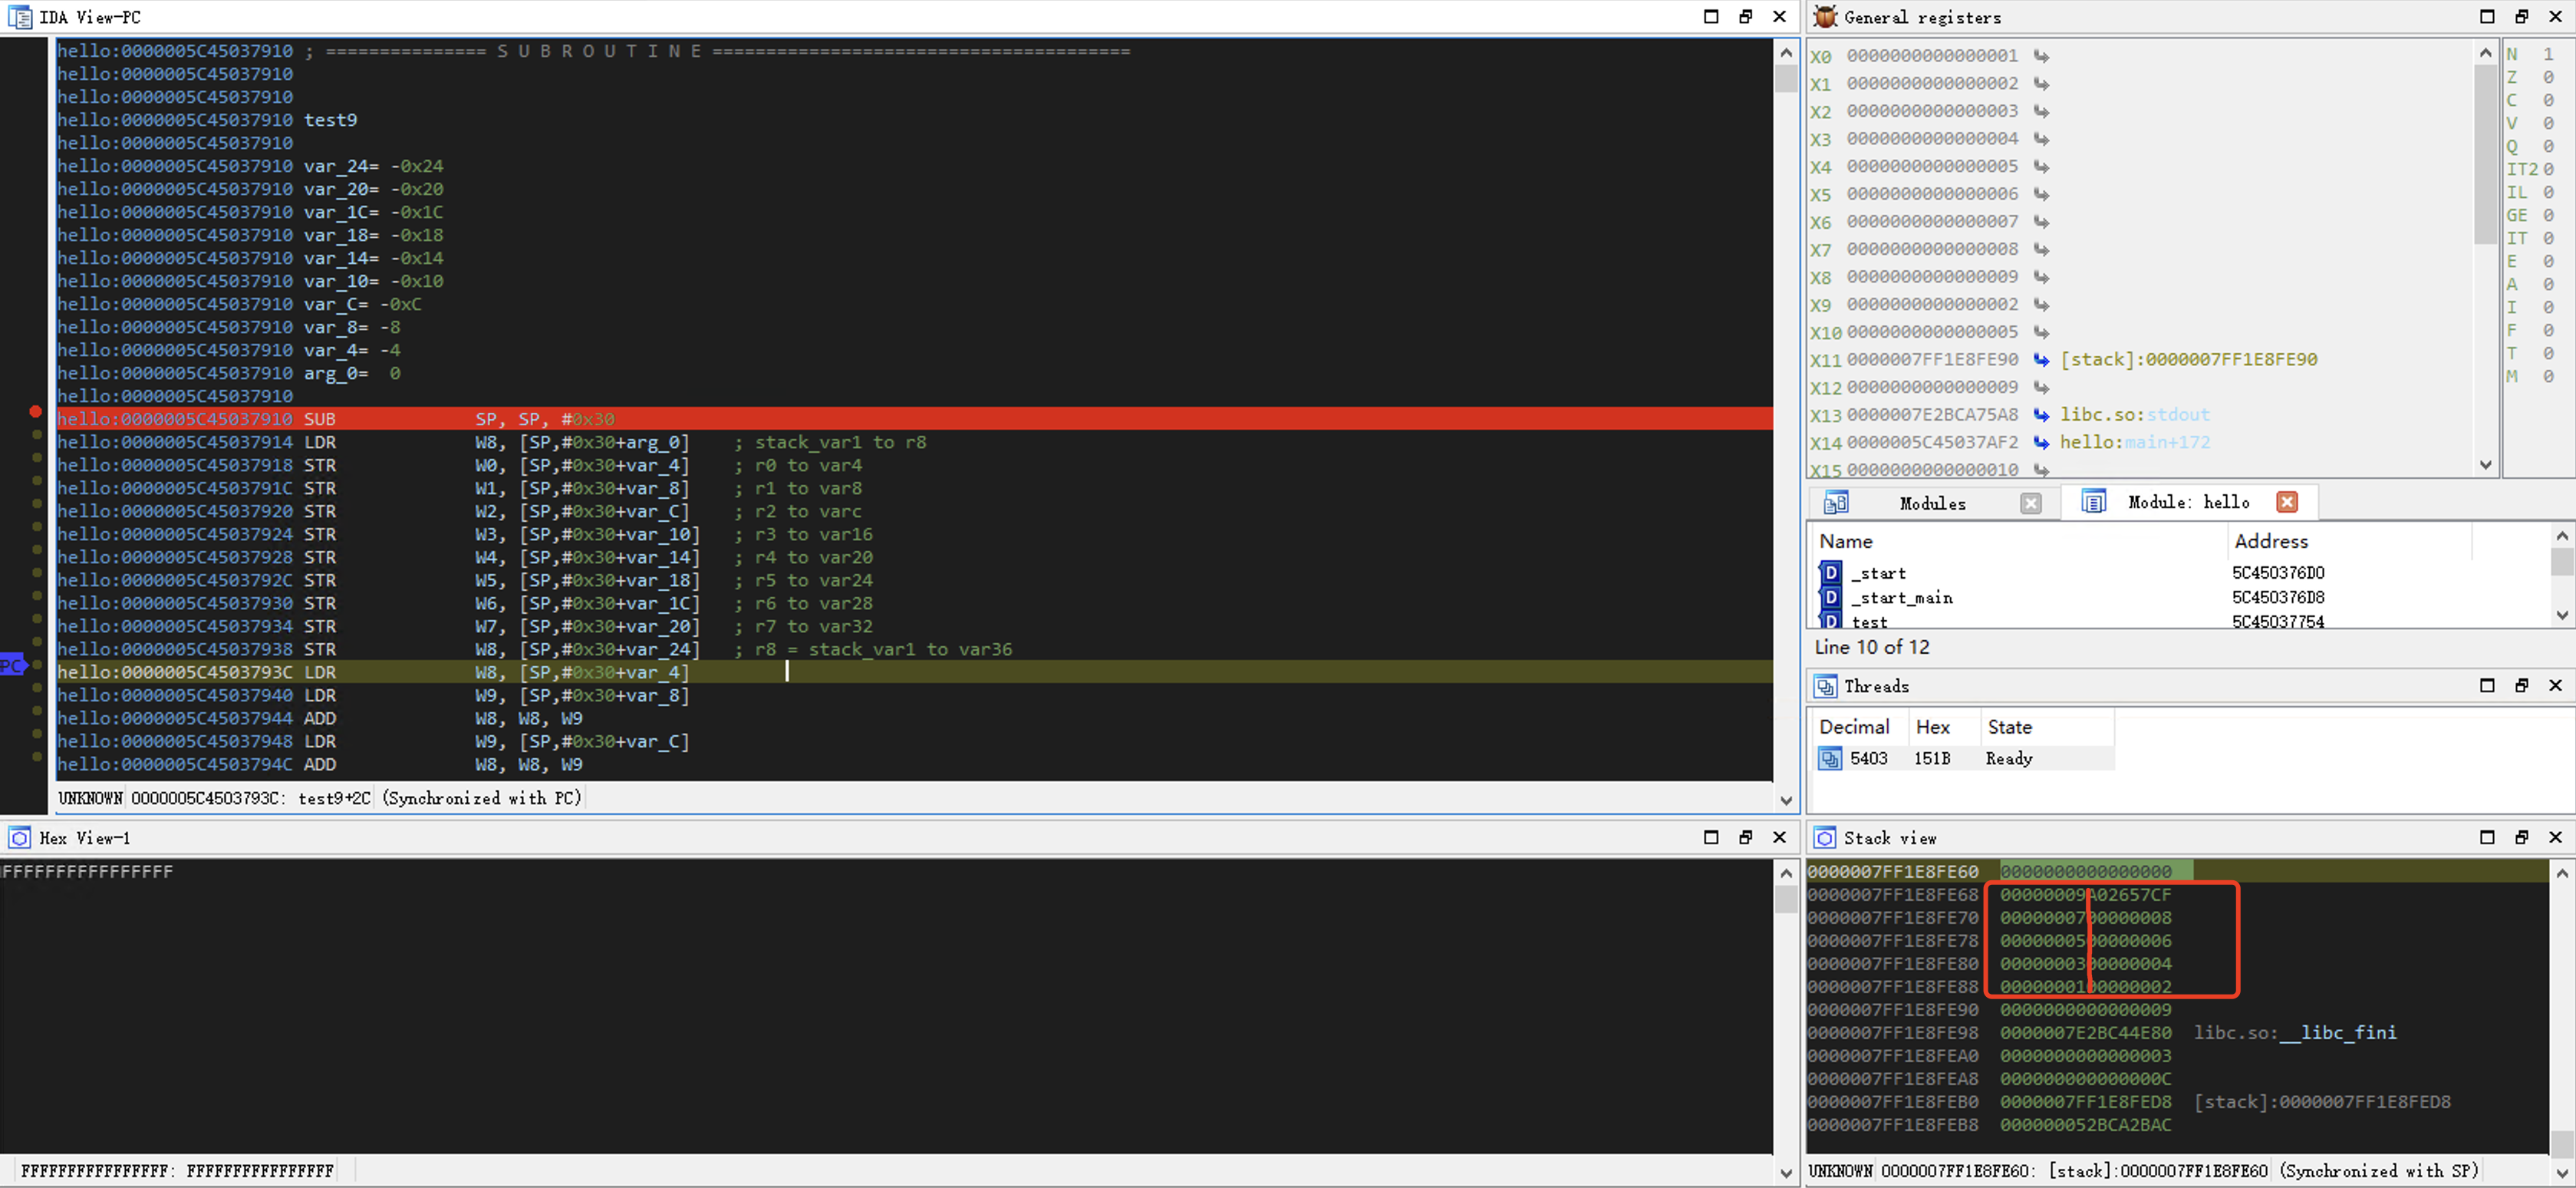 IDA View-PC
hello:0000005C45037910 ; =============== S U B R O U T I N E =======================================
hello:0000005C45037910
hello:0000005C45037910
hello:0000005C45037910 test9
hello:0000005C45037910
hello:0000005C45037910 var_24= -0x24
hello:0000005C45037910 var_20= -0x20
hello:0000005C45037910 var_1C= -0x1C
hello:0000005C45037910 var_18= -0x18
hello:0000005C45037910 var_14= -0x14
hello:0000005C45037910 var_10= -0x10
hello:0000005C45037910 var_C= -0xC
hello:0000005C45037910 var_8= -8
hello:0000005C45037910 var_4= -4
hello:0000005C45037910 arg_0=  0
hello:0000005C45037910
hello:0000005C45037910 SUB SP, SP, #0x30
hello:0000005C45037914 LDR W8, [SP,#0x30+arg_0] ; stack_var1 to r8
hello:0000005C45037918 STR W0, [SP,#0x30+var_4] ; r0 to var4
hello:0000005C4503791C STR W1, [SP,#0x30+var_8] ; r1 to var8
hello:0000005C45037920 STR W2, [SP,#0x30+var_C] ; r2 to varc
hello:0000005C45037924 STR W3, [SP,#0x30+var_10] ; r3 to var16
hello:0000005C45037928 STR W4, [SP,#0x30+var_14] ; r4 to var20
hello:0000005C4503792C STR W5, [SP,#0x30+var_18] ; r5 to var24
hello:0000005C45037930 STR W6, [SP,#0x30+var_1C] ; r6 to var28
hello:0000005C45037934 STR W7, [SP,#0x30+var_20] ; r7 to var32
hello:0000005C45037938 STR W8, [SP,#0x30+var_24] ; r8 = stack_var1 to var36
PC
hello:0000005C4503793C LDR W8, [SP,#0x30+var_4]
hello:0000005C45037940 LDR W9, [SP,#0x30+var_8]
hello:0000005C45037944 ADD W8, W8, W9
hello:0000005C45037948 LDR W9, [SP,#0x30+var_C]
hello:0000005C4503794C ADD W8, W8, W9
UNKNOWN 0000005C4503793C: test9+2C (Synchronized with PC)
General registers
X0 0000000000000001
X1 0000000000000002
X2 0000000000000003
X3 0000000000000004
X4 0000000000000005
X5 0000000000000006
X6 0000000000000007
X7 0000000000000008
X8 0000000000000009
X9 0000000000000002
X10 0000000000000005
X11 0000007FF1E8FE90 [stack]:0000007FF1E8FE90
X12 0000000000000009
X13 0000007E2BCA75A8 libc.so:stdout
X14 0000005C45037AF2 hello:main+172
X15 0000000000000010
N 1
Z 0
C 0
V 0
Q 0
IT2 0
IL 0
GE 0
IT 0
E 0
A 0
I 0
F 0
T 0
M 0
Modules
Module: hello
Name Address
_start 5C450376D0
_start_main 5C450376D8
test 5C45037754
Line 10 of 12
Threads
Decimal Hex State
5403 151B Ready
Hex View-1
FFFFFFFFFFFFFFFF
FFFFFFFFFFFFFFFF: FFFFFFFFFFFFFFFF
Stack view
0000007FF1E8FE60 0000000000000000
0000007FF1E8FE68 00000009A02657CF
0000007FF1E8FE70 0000000700000008
0000007FF1E8FE78 0000000500000006
0000007FF1E8FE80 0000000300000004
0000007FF1E8FE88 0000000100000002
0000007FF1E8FE90 0000000000000009
0000007FF1E8FE98 0000007E2BC44E80 libc.so:__libc_fini
0000007FF1E8FEA0 0000000000000003
0000007FF1E8FEA8 000000000000000C
0000007FF1E8FEB0 0000007FF1E8FED8 [stack]:0000007FF1E8FED8
0000007FF1E8FEB8 000000052BCA2BAC
UNKNOWN 0000007FF1E8FE60: [stack]:0000007FF1E8FE60 (Synchronized with SP)